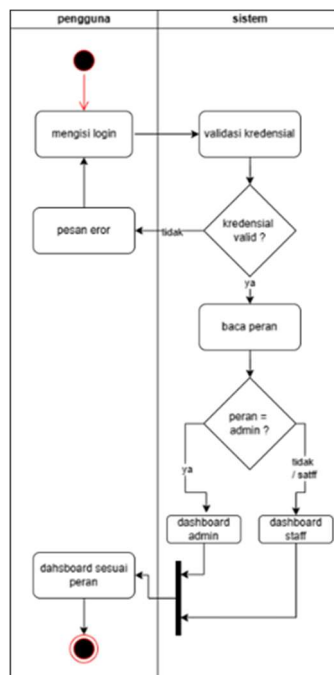 pengguna
sistem
mengisi login
validasi kredensial
kredensial
valid ?
tidak
pesan eror
ya
baca peran
peran =
admin ?
ya
tidak
/ satff
dashboard
admin
dashboard
staff
dahsboard sesuai
peran